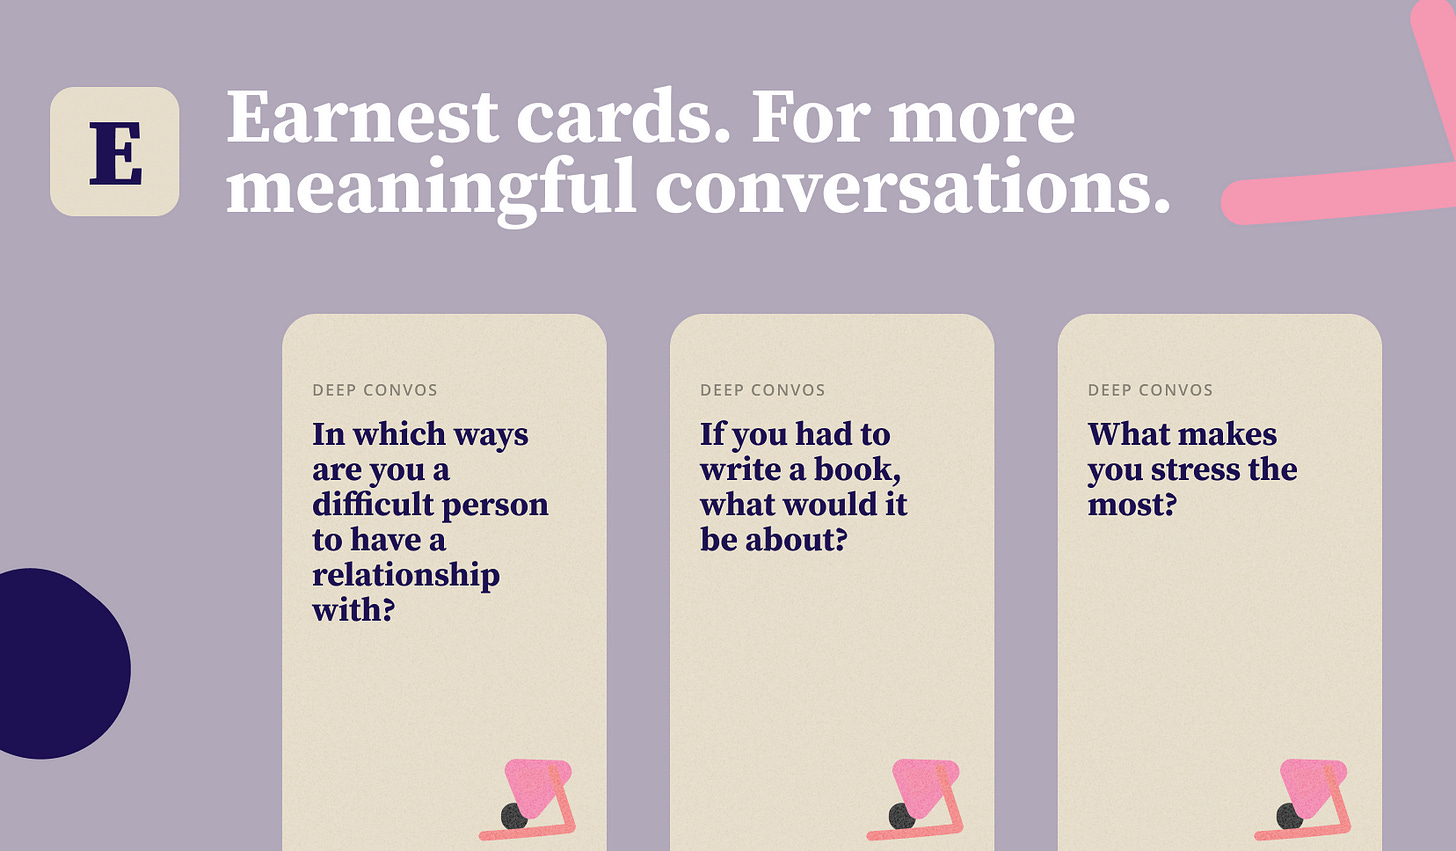 E
Earnest cards. For more
meaningful conversations.
DEEP CONVOS
In which ways
are you a
difficult person
to have a
relationship
with?
DEEP CONVOS
If you had to
write a book,
what would it
be about?
DEEP CONVOS
What makes
you stress the
most?